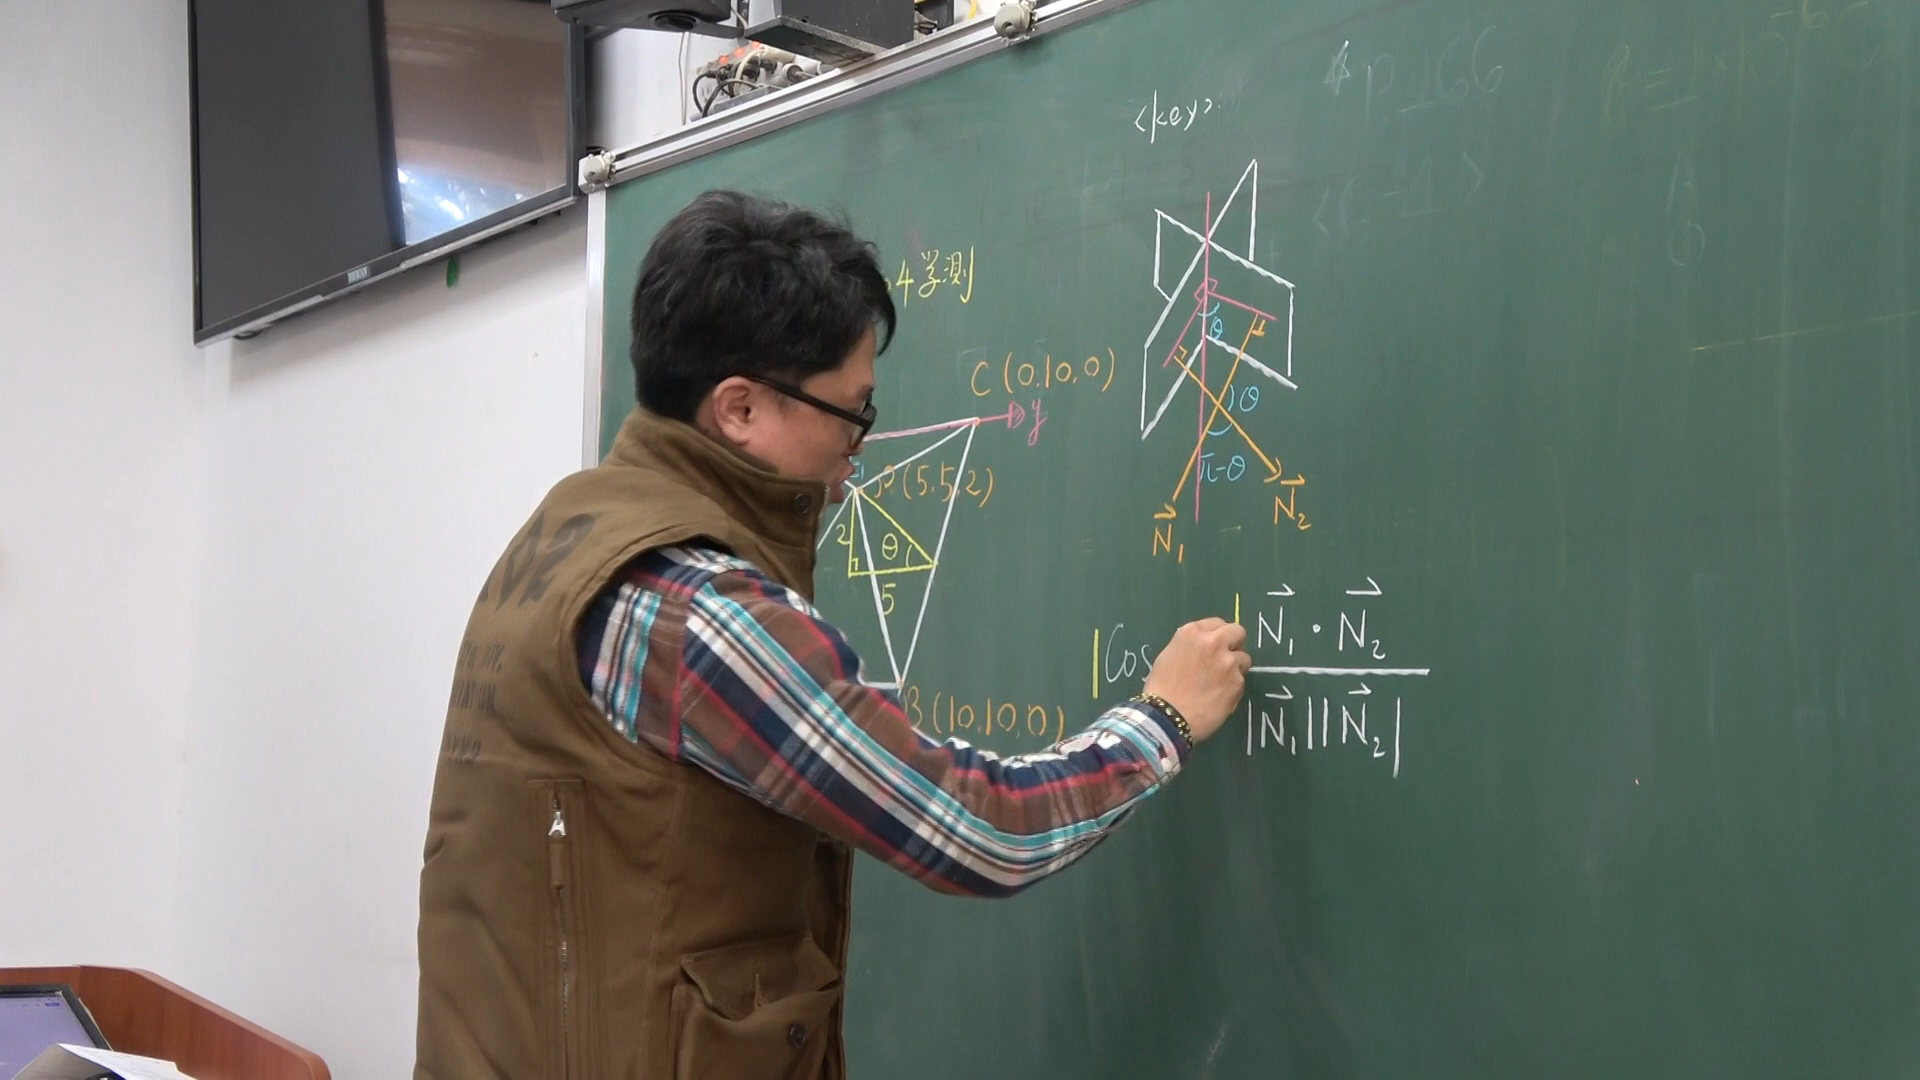 <key>
*P-66
4学測
C (0,10,0)
y
P (5,5,2)
2
θ
5
B (10,10,0)
θ
θ
π-θ
N₁
N₂
|Cos
| N₁ · N₂
|N₁||N₂|